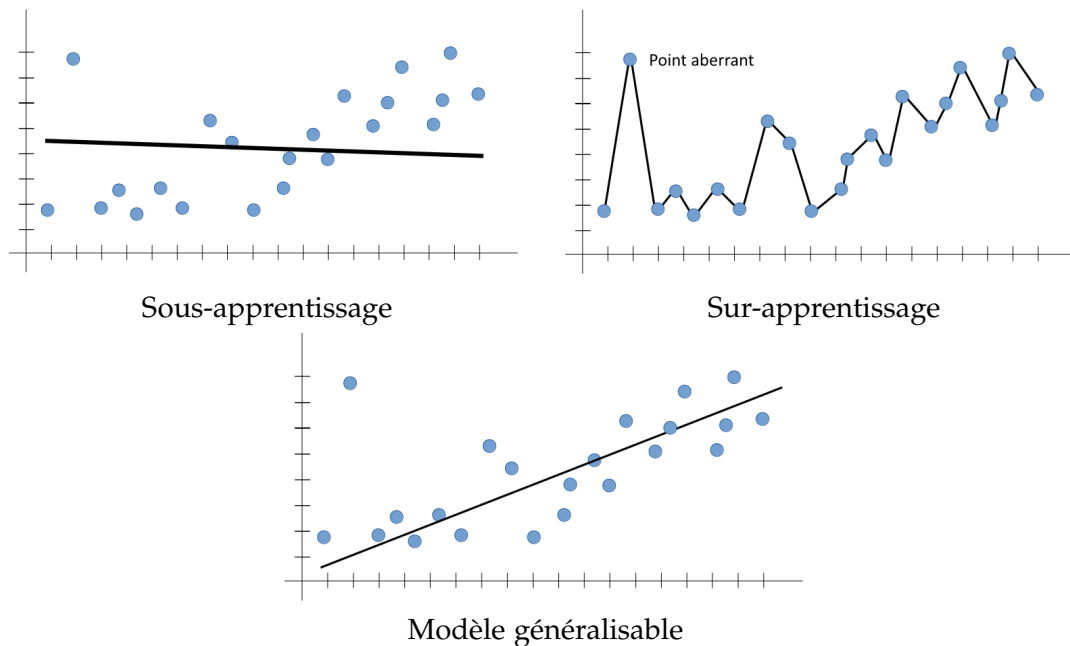 Point aberrant
Sous-apprentissage
Sur-apprentissage
Modèle généralisable